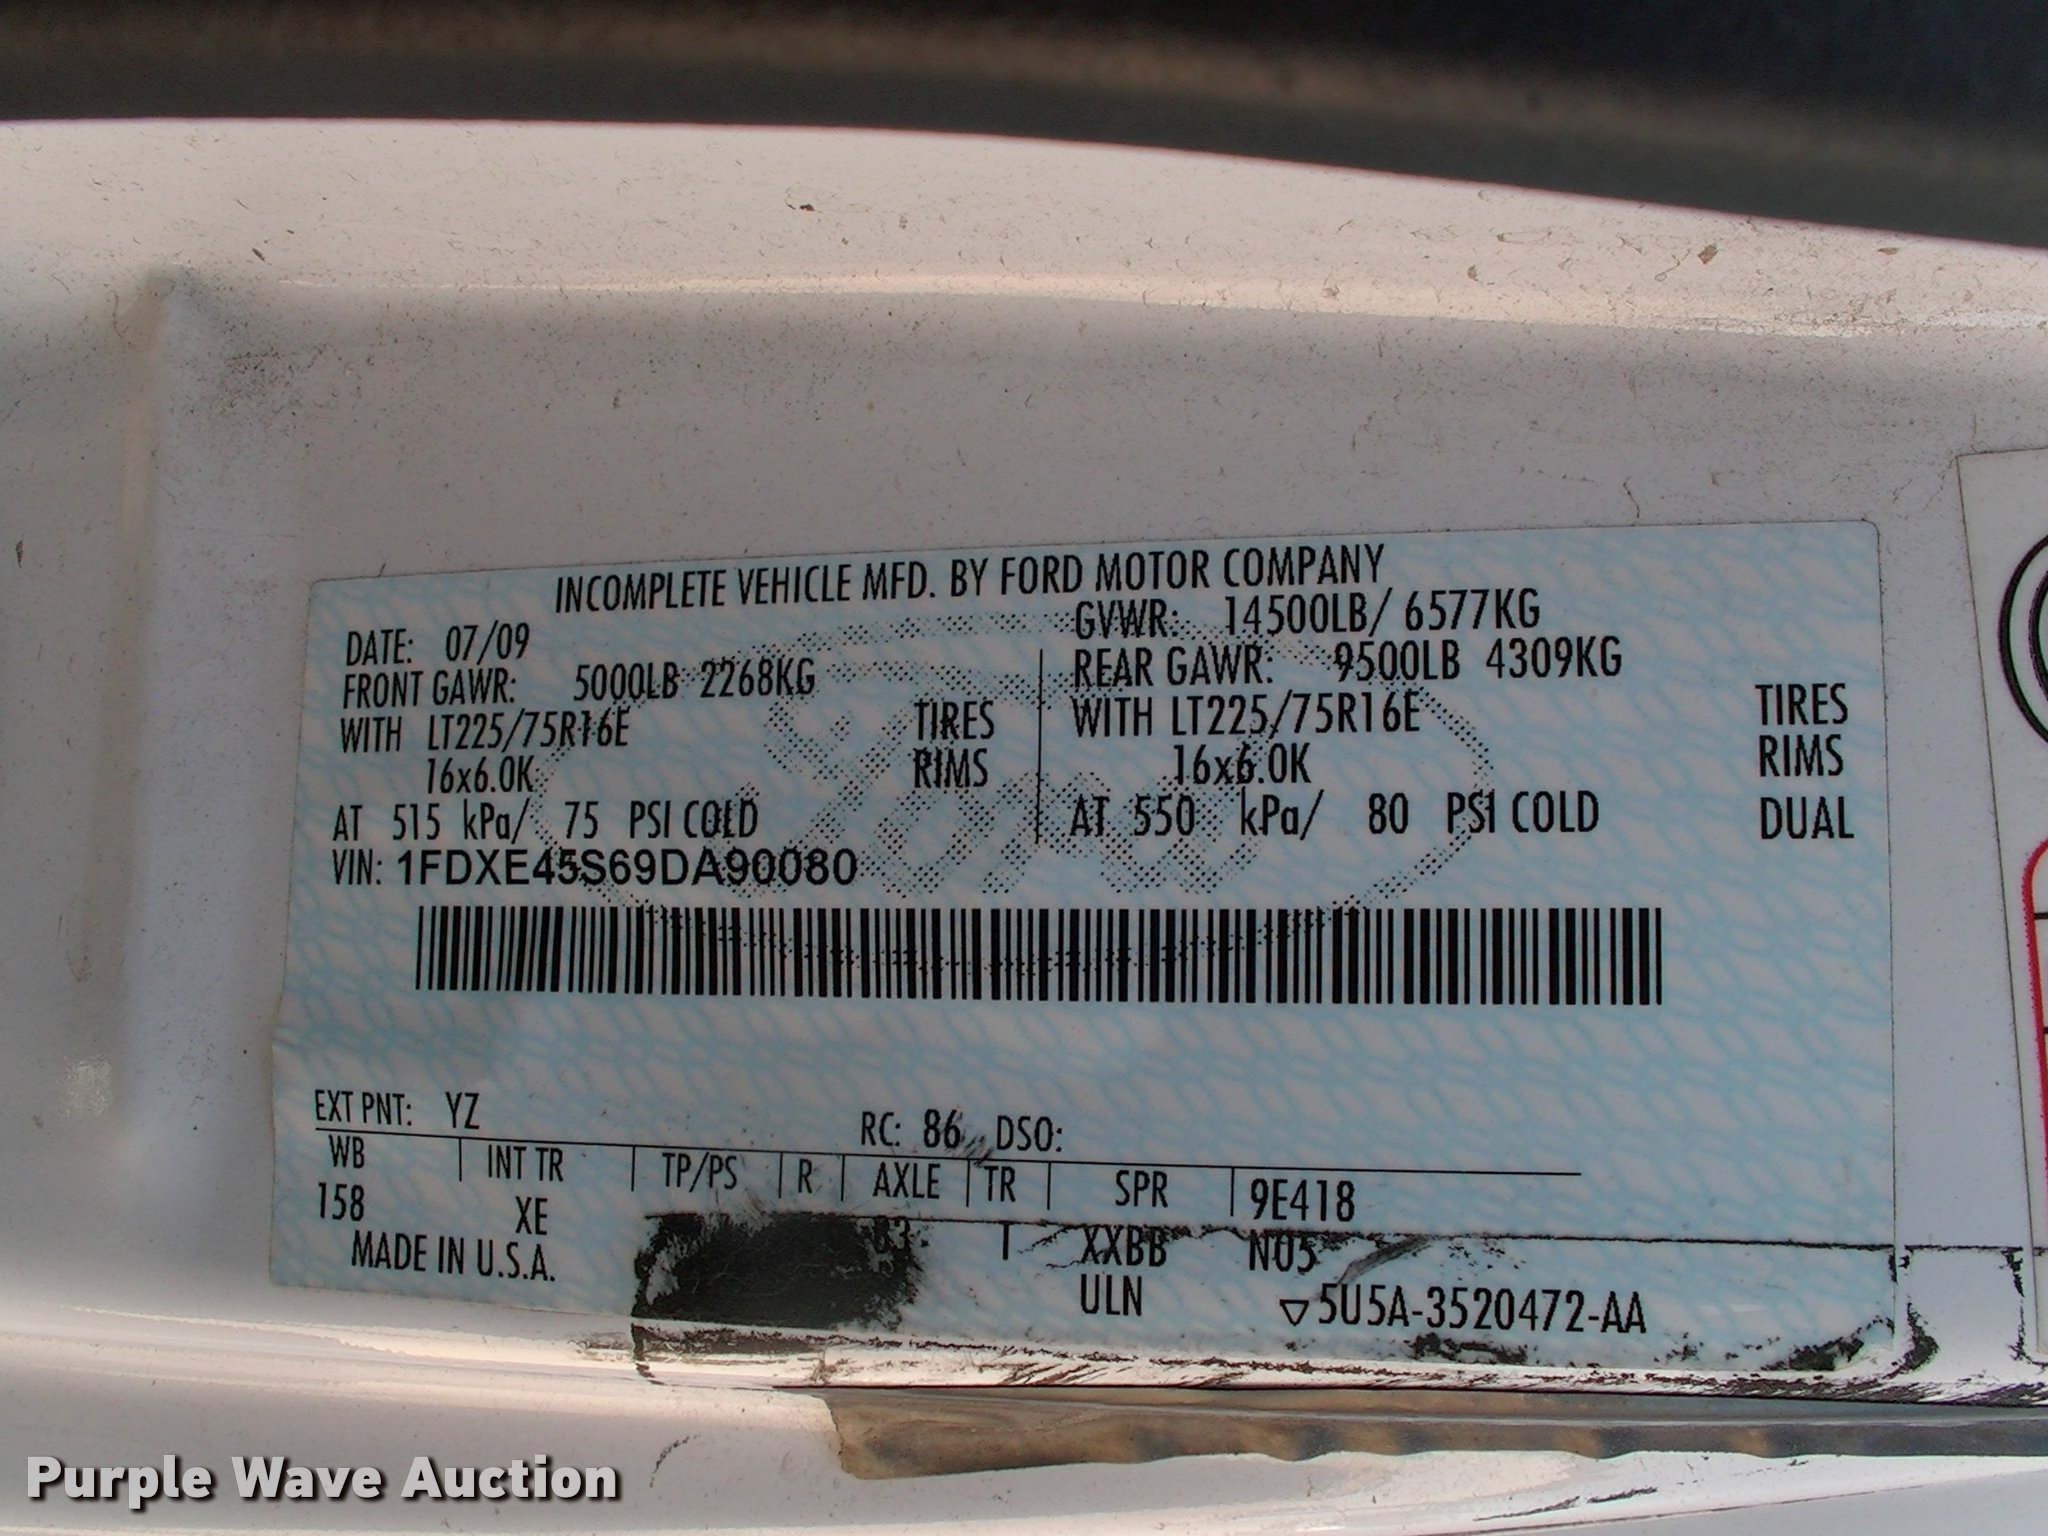 INCOMPLETE VEHICLE MFD. BY FORD MOTOR COMPANY
DATE: 07/09 GVWR: 14500LB/ 6577KG
FRONT GAWR: 5000LB 2268KG REAR GAWR: 9500LB 4309KG
WITH LT225/75R16E TIRES WITH LT225/75R16E TIRES
16x6.0K RIMS 16x6.0K RIMS
AT 515 kPa/ 75 PSI COLD AT 550 kPa/ 80 PSI COLD DUAL
VIN: 1FDXE45S69DA90080
EXT PNT: YZ RC: 86 DSO:
WB INT TR TP/PS R AXLE TR SPR 9E418
158 XE T XXBB NU5
MADE IN U.S.A. ULN ▽5U5A-3520472-AA
Purple Wave Auction